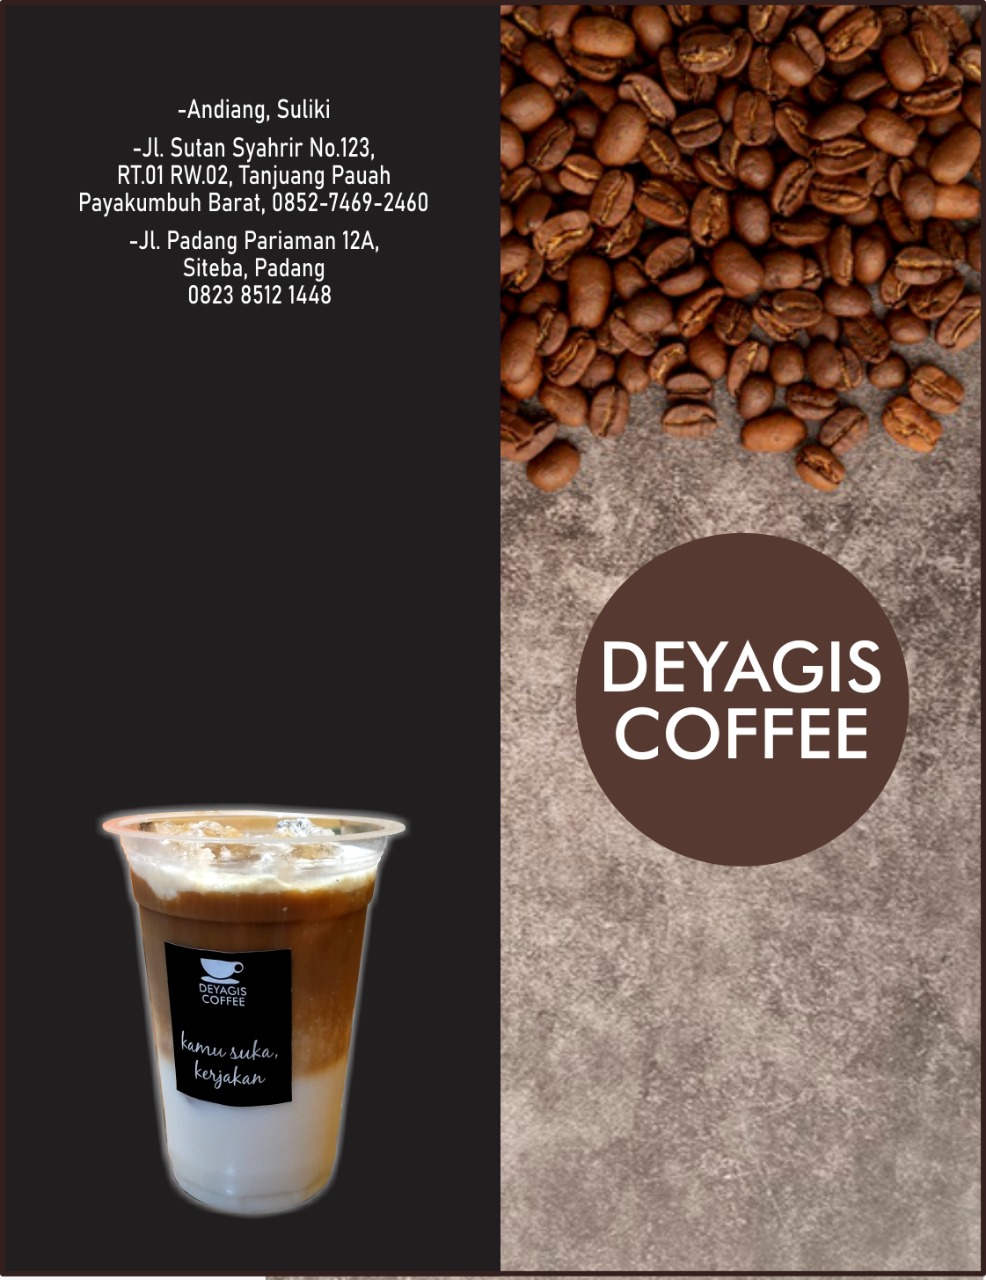 -Andiang, Suliki
-Jl. Sutan Syahrir No.123,
RT.01 RW.02, Tanjuang Pauah
Payakumbuh Barat, 0852-7469-2460
-Jl. Padang Pariaman 12A,
Siteba, Padang
0823 8512 1448
DEYAGIS
COFFEE
kamu suka,
kerjakan
DEYAGIS
COFFEE